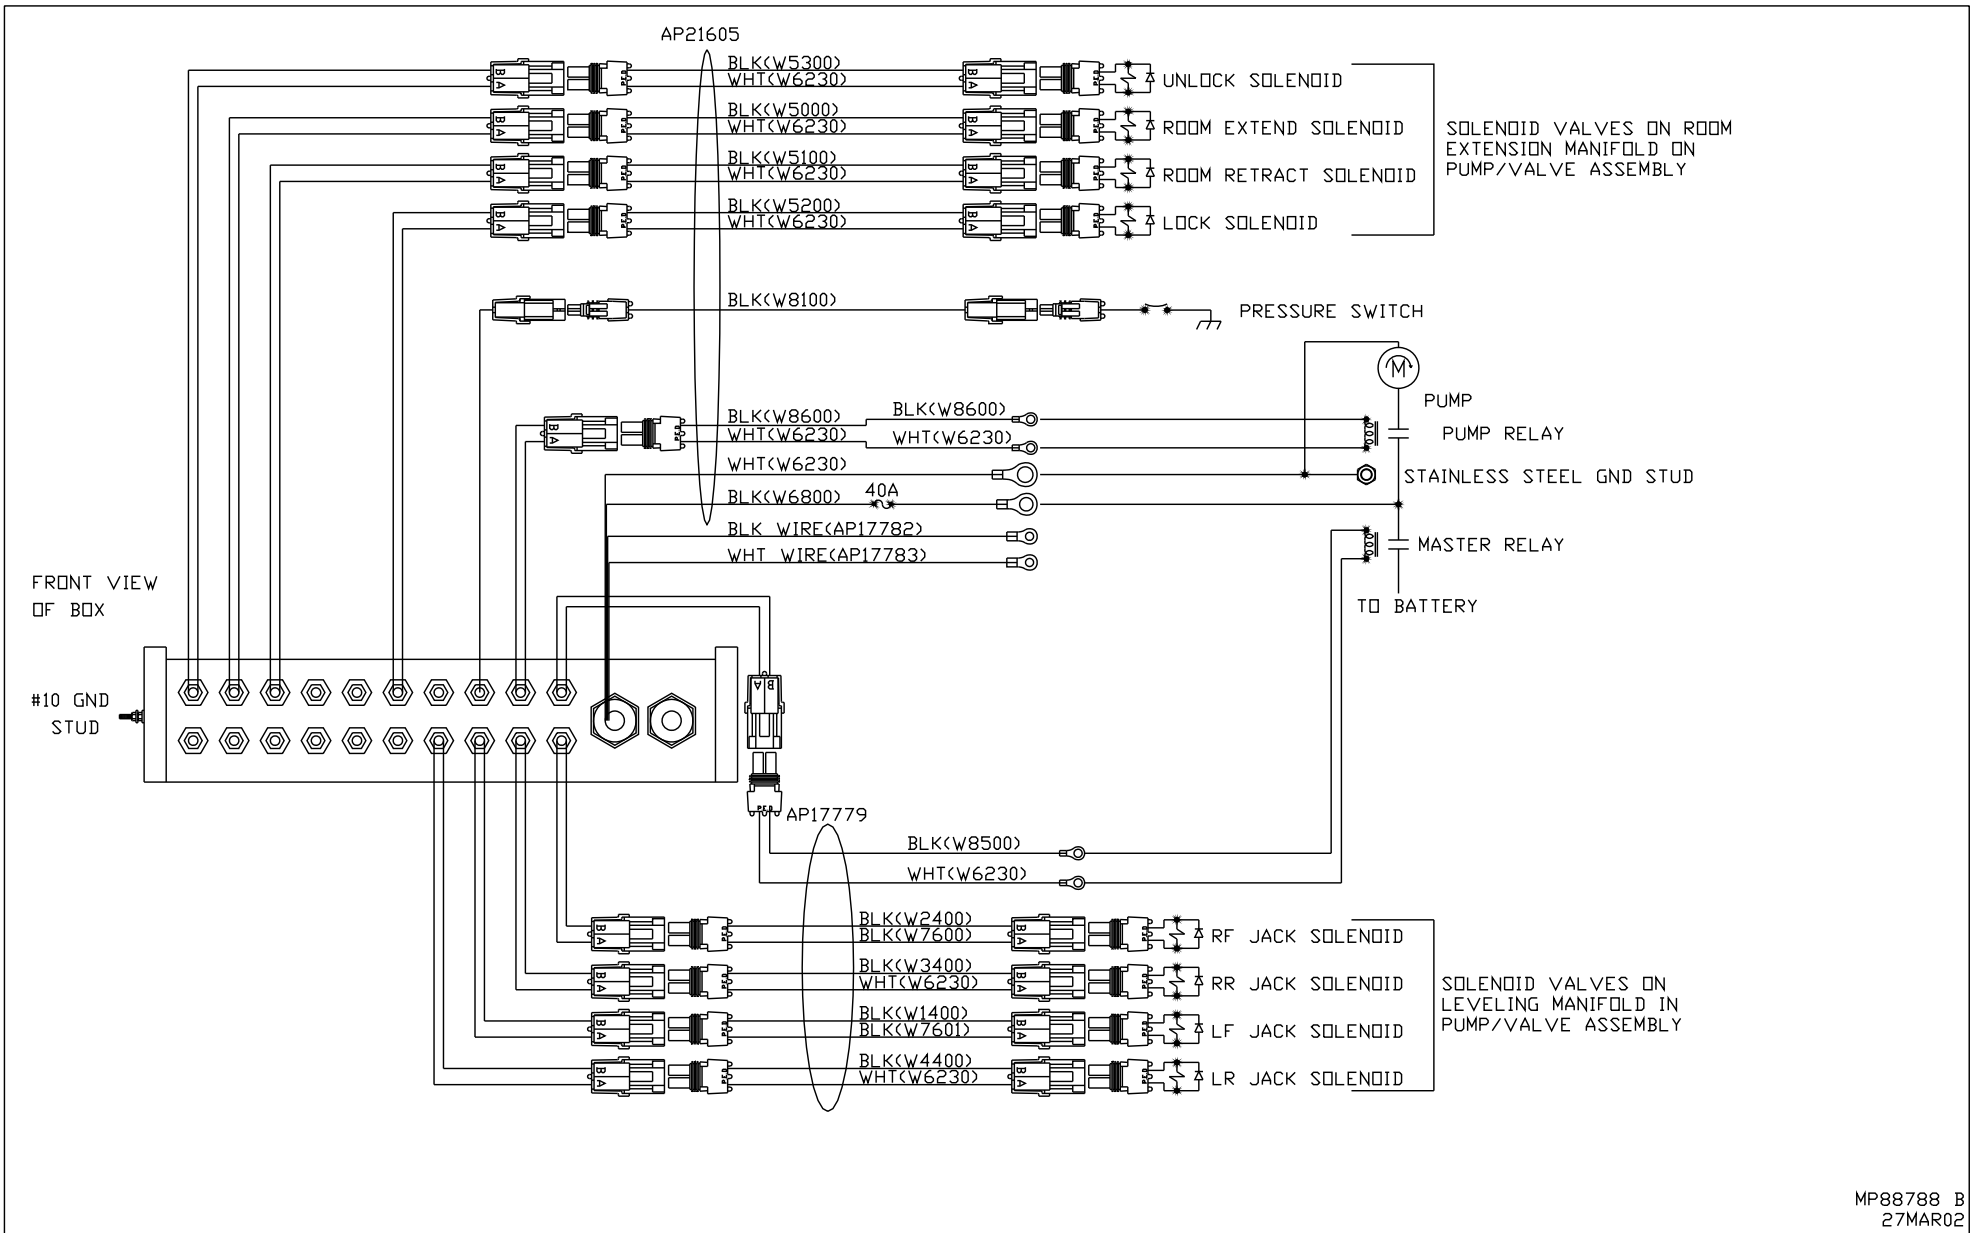 AP21605
BLK(W5300)
WHT(W6230)
B
A
B
A
UNLOCK SOLENOID
BLK(W5000)
WHT(W6230)
B
A
B
A
ROOM EXTEND SOLENOID
BLK(W5100)
WHT(W6230)
B
A
B
A
ROOM RETRACT SOLENOID
BLK(W5200)
WHT(W6230)
B
A
B
A
LOCK SOLENOID
SOLENOID VALVES ON ROOM
EXTENSION MANIFOLD ON
PUMP/VALVE ASSEMBLY
BLK(W8100)
PRESSURE SWITCH
M
PUMP
B
A
BLK(W8600)
WHT(W6230)
BLK(W8600)
WHT(W6230)
PUMP RELAY
WHT(W6230)
STAINLESS STEEL GND STUD
BLK(W6800)
40A
BLK WIRE(AP17782)
WHT WIRE(AP17783)
MASTER RELAY
TO BATTERY
FRONT VIEW
OF BOX
#10 GND
STUD
A
B
AP17779
BLK(W8500)
WHT(W6230)
B
A
BLK(W2400)
BLK(W7600)
B
A
RF JACK SOLENOID
B
A
BLK(W3400)
WHT(W6230)
B
A
RR JACK SOLENOID
B
A
BLK(W1400)
BLK(W7601)
B
A
LF JACK SOLENOID
B
A
BLK(W4400)
WHT(W6230)
B
A
LR JACK SOLENOID
SOLENOID VALVES ON
LEVELING MANIFOLD IN
PUMP/VALVE ASSEMBLY
MP88788 B
27MAR02